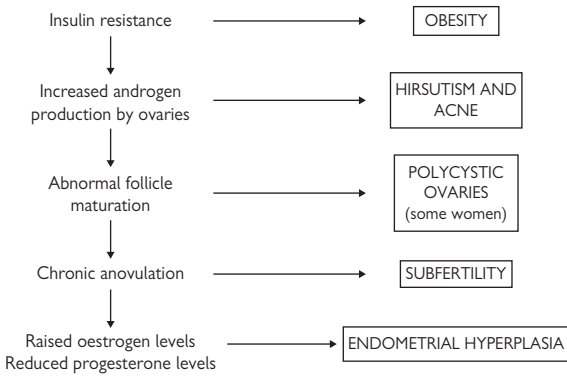 Insulin resistance
OBESITY
Increased androgen
production by ovaries
HIRSUTISM AND
ACNE
Abnormal follicle
maturation
POLYCYSTIC
OVARIES
(some women)
Chronic anovulation
SUBFERTILITY
Raised oestrogen levels
Reduced progesterone levels
ENDOMETRIAL HYPERPLASIA